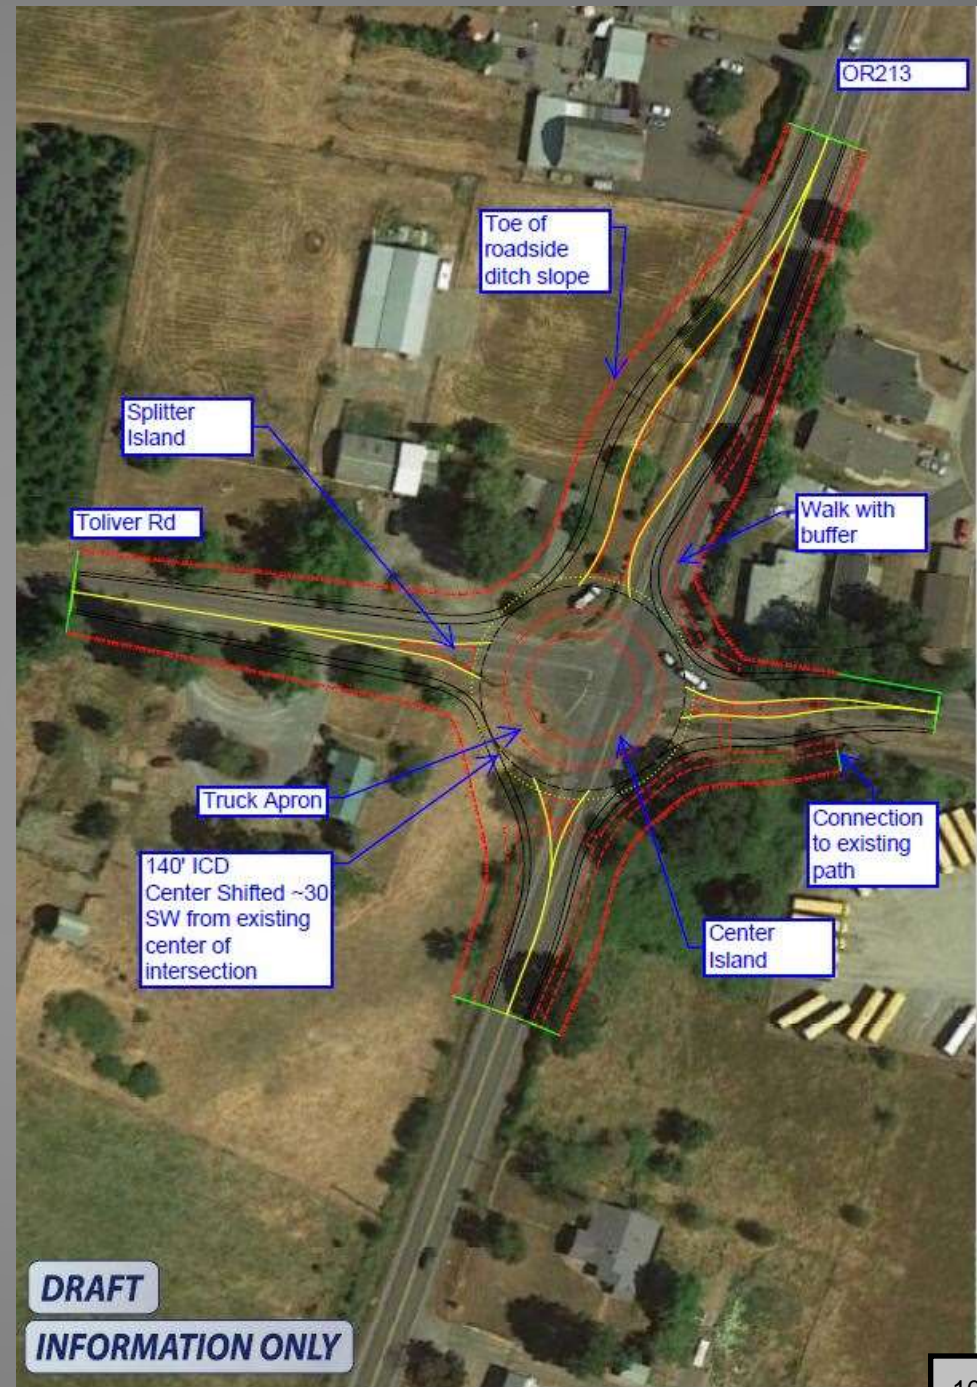 OR213
Toe of
roadside
ditch slope
Splitter
Island
Toliver Rd
Walk with
buffer
Truck Apron
140' ICD
Center Shifted ~30
SW from existing
center of
intersection
Connection
to existing
path
Center
Island
DRAFT
INFORMATION ONLY